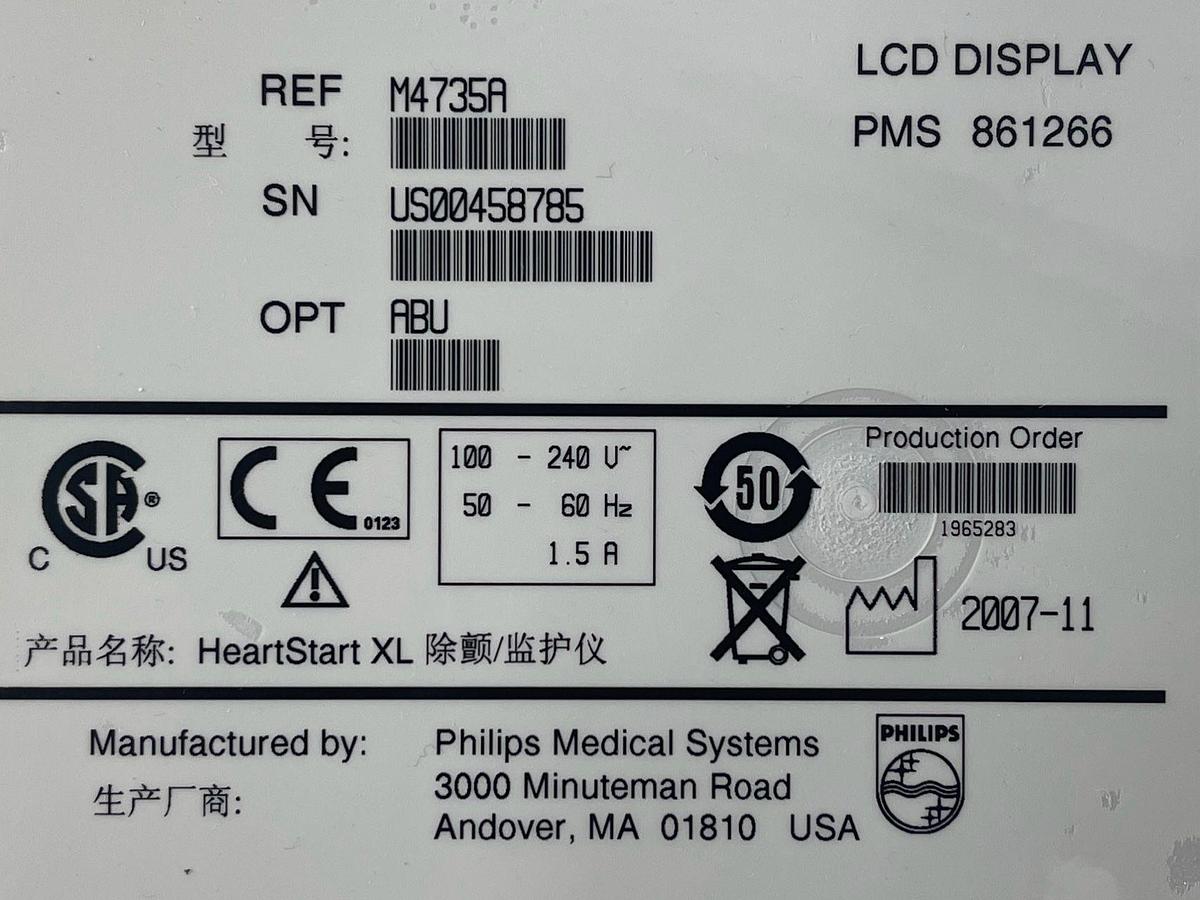 LCD DISPLAY
PMS 861266
REF M4735A
型 号:
SN US00458785
OPT ABU
CSA® C US
CE 0123
100 - 240 V~
50 - 60 Hz
1.5 A
50
Production Order
1965283
2007-11
产品名称: HeartStart XL 除颤/监护仪
Manufactured by: Philips Medical Systems
生产厂商: 3000 Minuteman Road
Andover, MA 01810 USA
PHILIPS